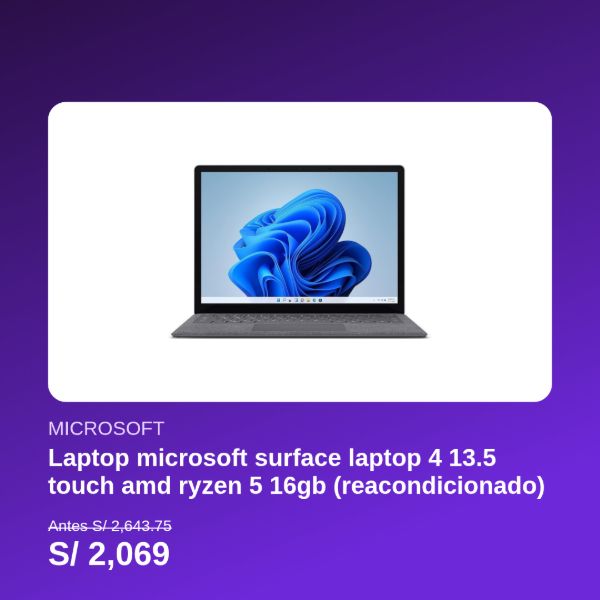 MICROSOFT
Laptop microsoft surface laptop 4 13.5
touch amd ryzen 5 16gb (reacondicionado)
Antes S/ 2,643.75
S/ 2,069